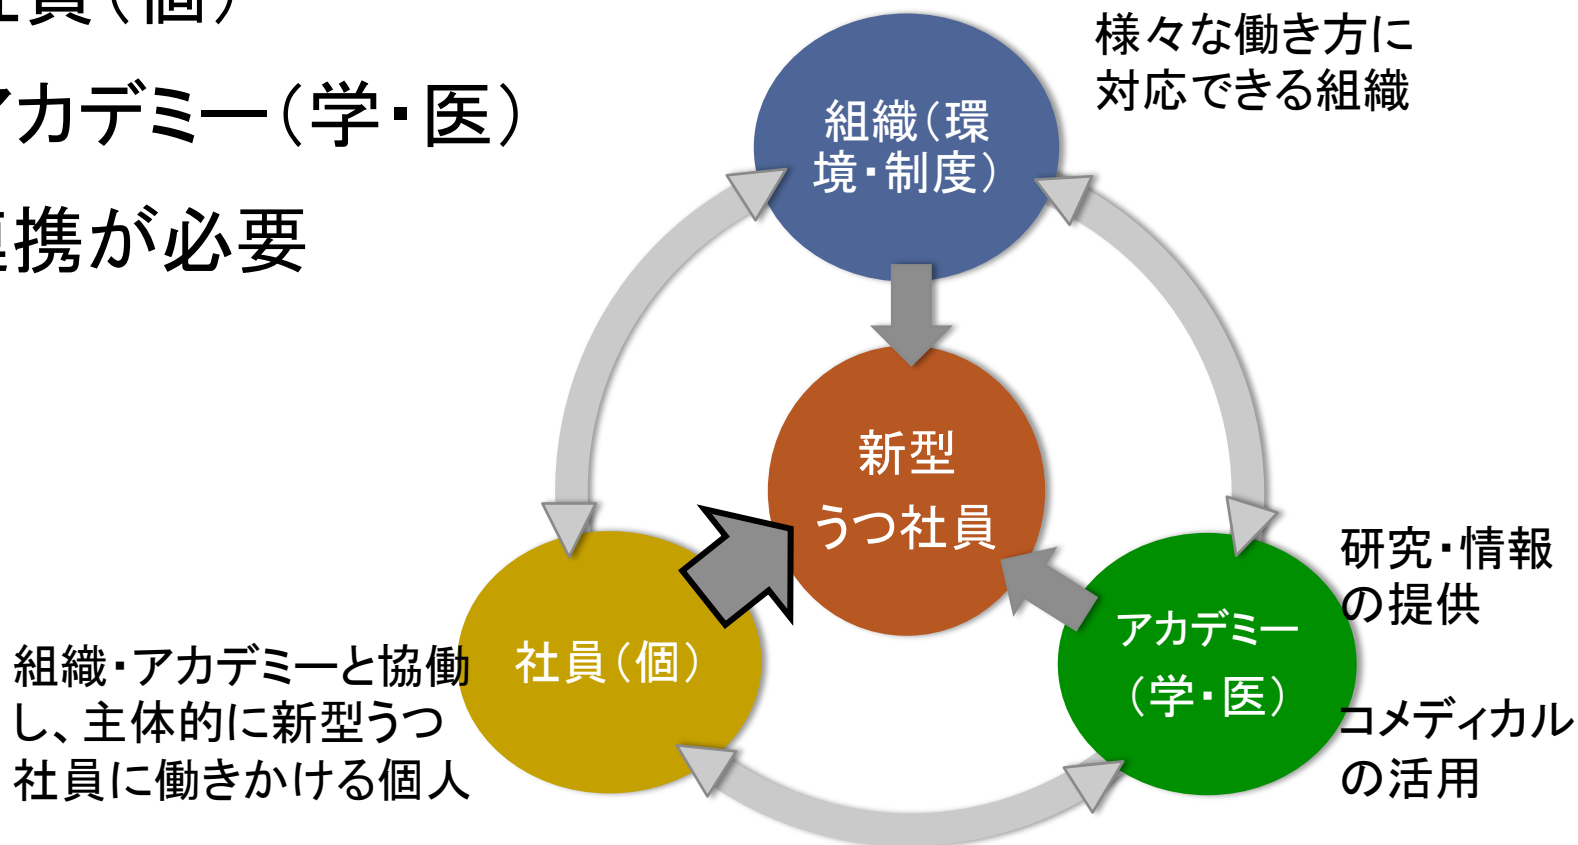 社員（個）
アカデミー（学・医）
連携が必要
様々な働き方に
対応できる組織
組織（環
境・制度）
新型
うつ社員
研究・情報
の提供
アカデミー
（学・医）
コメディカル
の活用
社員（個）
組織・アカデミーと協働
し、主体的に新型うつ
社員に働きかける個人